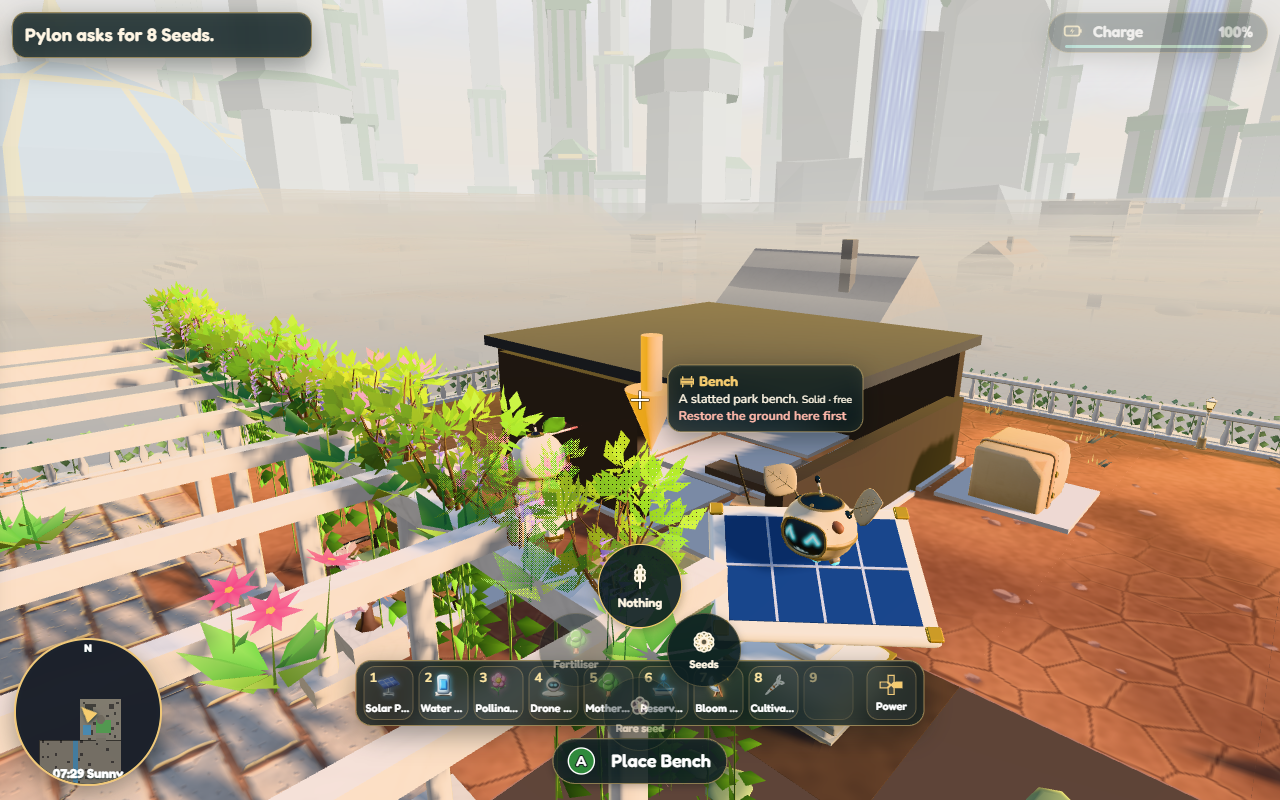 Pylon asks for 8 Seeds.
Charge 100%
Bench
A slatted park bench. Solid · free
Restore the ground here first
Nothing
Fertiliser
Seeds
1 2 3 4 5 6 7 8 9
Solar P... Water ... Pollina... Drone ... Mother... Reserv... Bloom ... Cultiva... Power
Rare seed
A Place Bench
N
07:29 Sunny